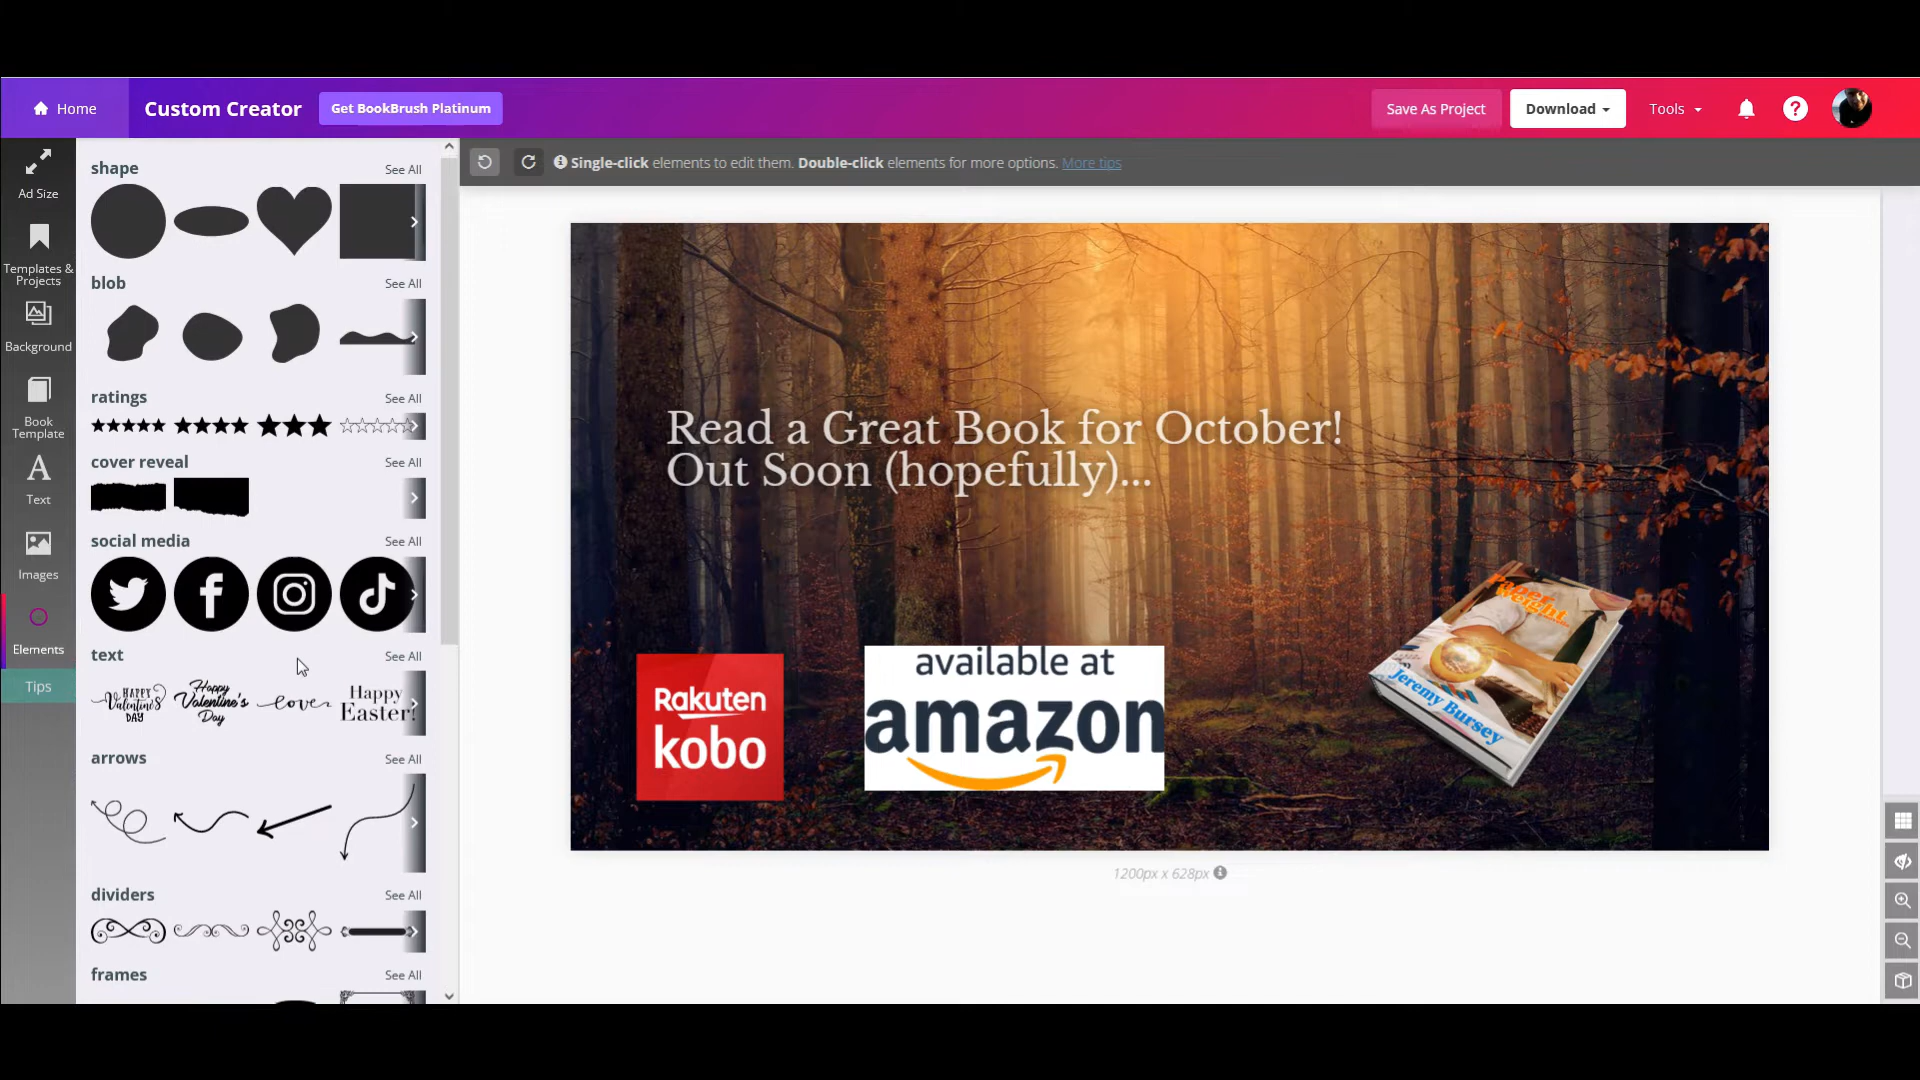 Home
Custom Creator
Get BookBrush Platinum
Save As Project
Download
Tools
Single-click elements to edit them. Double-click elements for more options. More tips
Ad Size
Templates &
Projects
Background
Book
Template
Text
Images
Elements
Tips
shape
See All
blob
See All
ratings
See All
cover reveal
See All
social media
See All
text
See All
HAPPY
Valentine's
DAY
Happy
Valentine's
Day
love
Happy
Easter!
arrows
See All
dividers
See All
frames
See All
Read a Great Book for October!
Out Soon (hopefully)...
Rakuten
kobo
available at
amazon
Paper
Weight
Jeremy Bursey
1200px x 628px